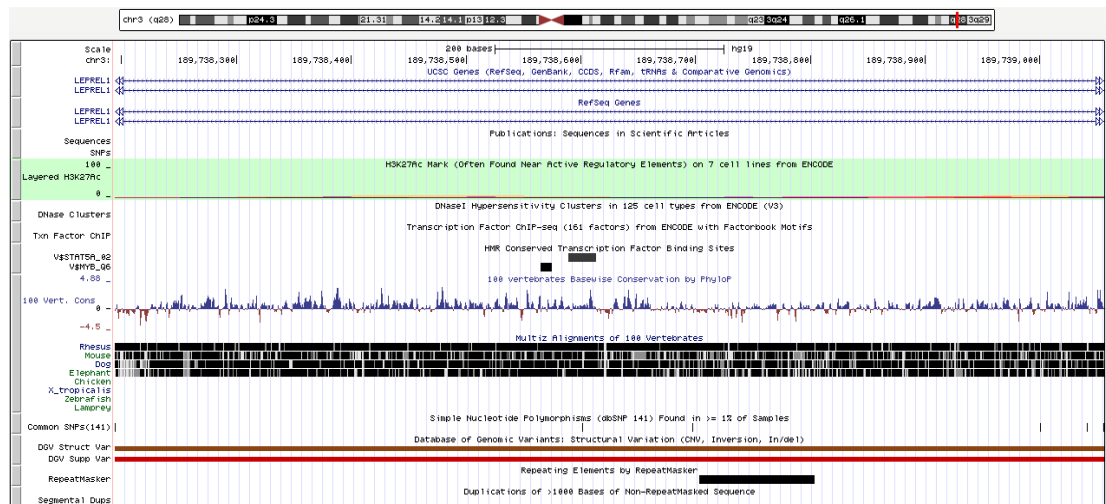 chr3 (q28) p24.3 21.31 14.2 14.1 p13 12.3 q23 3q24 q26.1 q28 3q29
Scale 200 bases hg19
chr3: 189,738,300 189,738,400 189,738,500 189,738,600 189,738,700 189,738,800 189,738,900 189,739,000
UCSC Genes (RefSeq, GenBank, CCDS, Rfam, tRNAs & Comparative Genomics)
LEPREL1
LEPREL1
RefSeq Genes
LEPREL1
LEPREL1
Publications: Sequences in Scientific Articles
Sequences
SNPs
H3K27Ac Mark (Often Found Near Active Regulatory Elements) on 7 cell lines from ENCODE
100 _
Layered H3K27Ac
0 _
DNaseI Hypersensitivity Clusters in 125 cell types from ENCODE (V3)
DNase Clusters
Transcription Factor ChIP-seq (161 factors) from ENCODE with Factorbook Motifs
Txn Factor ChIP
HMR Conserved Transcription Factor Binding Sites
V$STAT5A_02
V$MYB_Q6
100 vertebrates Basewise Conservation by PhyloP
4.88 _
100 Vert. Cons
0 -
-4.5 _
Multiz Alignments of 100 Vertebrates
Rhesus
Mouse
Dog
Elephant
Chicken
X_tropicalis
Zebrafish
Lamprey
Simple Nucleotide Polymorphisms (dbSNP 141) Found in >= 1% of Samples
Common SNPs(141)
Database of Genomic Variants: Structural Variation (CNV, Inversion, In/del)
DGV Struct Var
DGV Supp Var
Repeating Elements by RepeatMasker
RepeatMasker
Duplications of >1000 Bases of Non-RepeatMasked Sequence
Segmental Dups